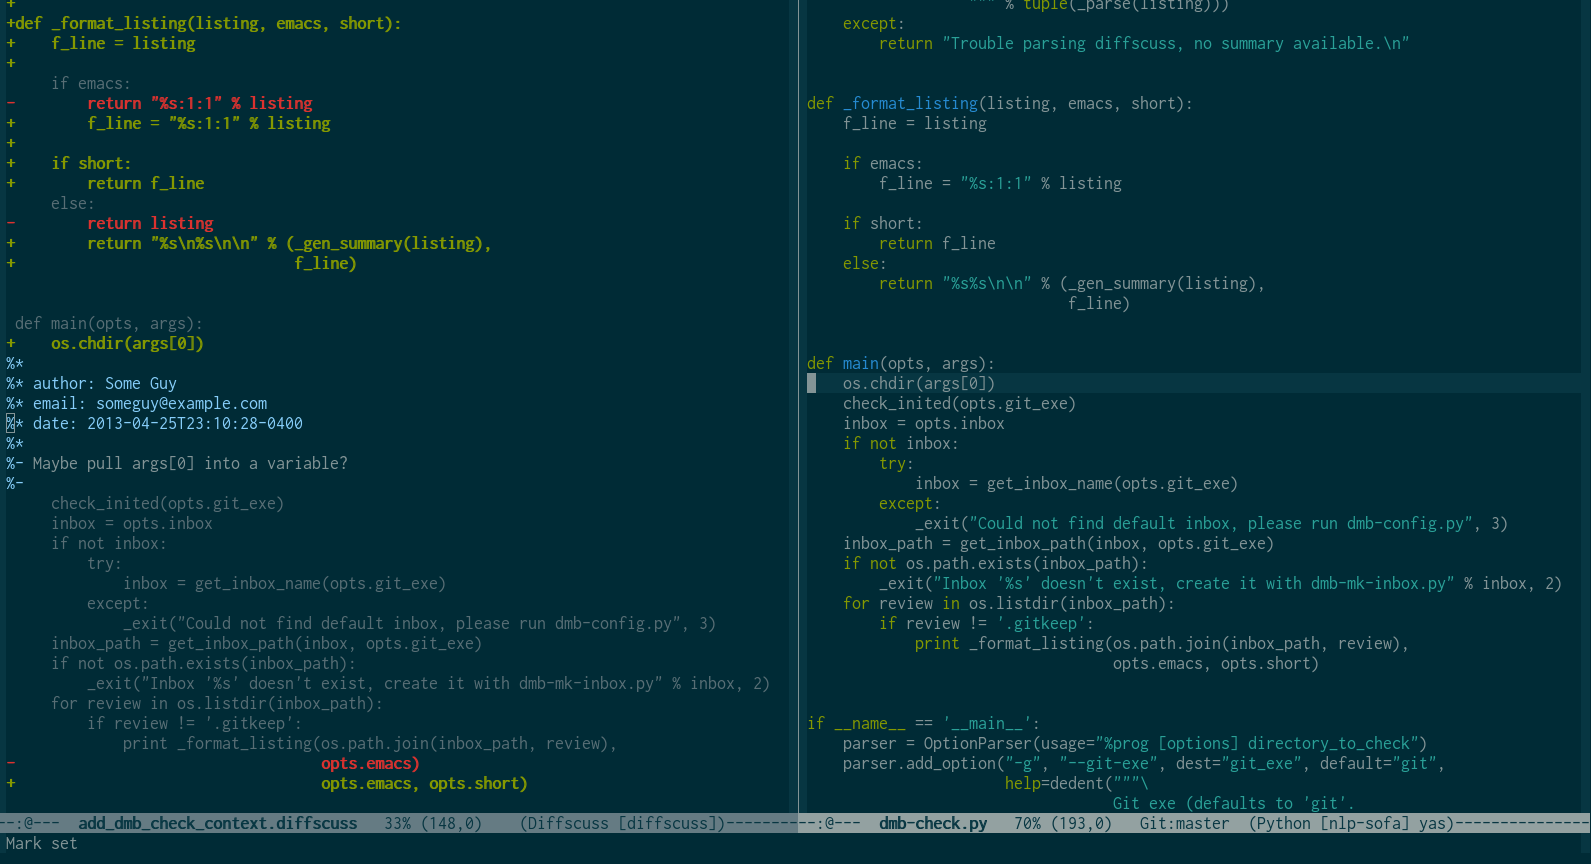 +
+def _format_listing(listing, emacs, short):
+    f_line = listing
+
     if emacs:
-        return "%s:1:1" % listing
+        f_line = "%s:1:1" % listing
+
+    if short:
+        return f_line
     else:
-        return listing
+        return "%s\n%s\n\n" % (_gen_summary(listing),
+                               f_line)
 def main(opts, args):
+    os.chdir(args[0])
%*
%* author: Some Guy
%* email: someguy@example.com
%* date: 2013-04-25T23:10:28-0400
%*
%- Maybe pull args[0] into a variable?
%-
     check_inited(opts.git_exe)
     inbox = opts.inbox
     if not inbox:
         try:
             inbox = get_inbox_name(opts.git_exe)
         except:
             _exit("Could not find default inbox, please run dmb-config.py", 3)
     inbox_path = get_inbox_path(inbox, opts.git_exe)
     if not os.path.exists(inbox_path):
         _exit("Inbox '%s' doesn't exist, create it with dmb-mk-inbox.py" % inbox, 2)
     for review in os.listdir(inbox_path):
         if review != '.gitkeep':
             print _format_listing(os.path.join(inbox_path, review),
-                                  opts.emacs)
+                                  opts.emacs, opts.short)
--:@---  add_dmb_check_context.diffscuss   33% (148,0)    (Diffscuss [diffscuss])--------
                  """ % tuple(_parse(listing)))
    except:
        return "Trouble parsing diffscuss, no summary available.\n"
def _format_listing(listing, emacs, short):
    f_line = listing
    if emacs:
        f_line = "%s:1:1" % listing
    if short:
        return f_line
    else:
        return "%s%s\n\n" % (_gen_summary(listing),
                             f_line)
def main(opts, args):
    os.chdir(args[0])
    check_inited(opts.git_exe)
    inbox = opts.inbox
    if not inbox:
        try:
            inbox = get_inbox_name(opts.git_exe)
        except:
            _exit("Could not find default inbox, please run dmb-config.py", 3)
    inbox_path = get_inbox_path(inbox, opts.git_exe)
    if not os.path.exists(inbox_path):
        _exit("Inbox '%s' doesn't exist, create it with dmb-mk-inbox.py" % inbox, 2)
    for review in os.listdir(inbox_path):
        if review != '.gitkeep':
            print _format_listing(os.path.join(inbox_path, review),
                                  opts.emacs, opts.short)
if __name__ == '__main__':
    parser = OptionParser(usage="%prog [options] directory_to_check")
    parser.add_option("-g", "--git-exe", dest="git_exe", default="git",
                      help=dedent("""\
                                  Git exe (defaults to 'git'.
--:@---  dmb-check.py   70% (193,0)   Git:master  (Python [nlp-sofa] yas)---------------
Mark set